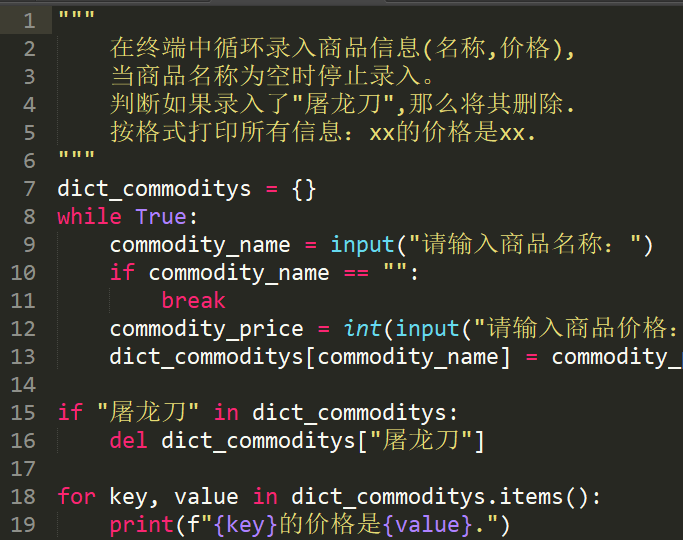 1 """
2     在终端中循环录入商品信息(名称,价格),
3     当商品名称为空时停止录入。
4     判断如果录入了"屠龙刀",那么将其删除.
5     按格式打印所有信息：xx的价格是xx.
6 """
7 dict_commoditys = {}
8 while True:
9     commodity_name = input("请输入商品名称：")
10     if commodity_name == "":
11         break
12     commodity_price = int(input("请输入商品价格：
13     dict_commoditys[commodity_name] = commodity_
14
15 if "屠龙刀" in dict_commoditys:
16     del dict_commoditys["屠龙刀"]
17
18 for key, value in dict_commoditys.items():
19     print(f"{key}的价格是{value}.")